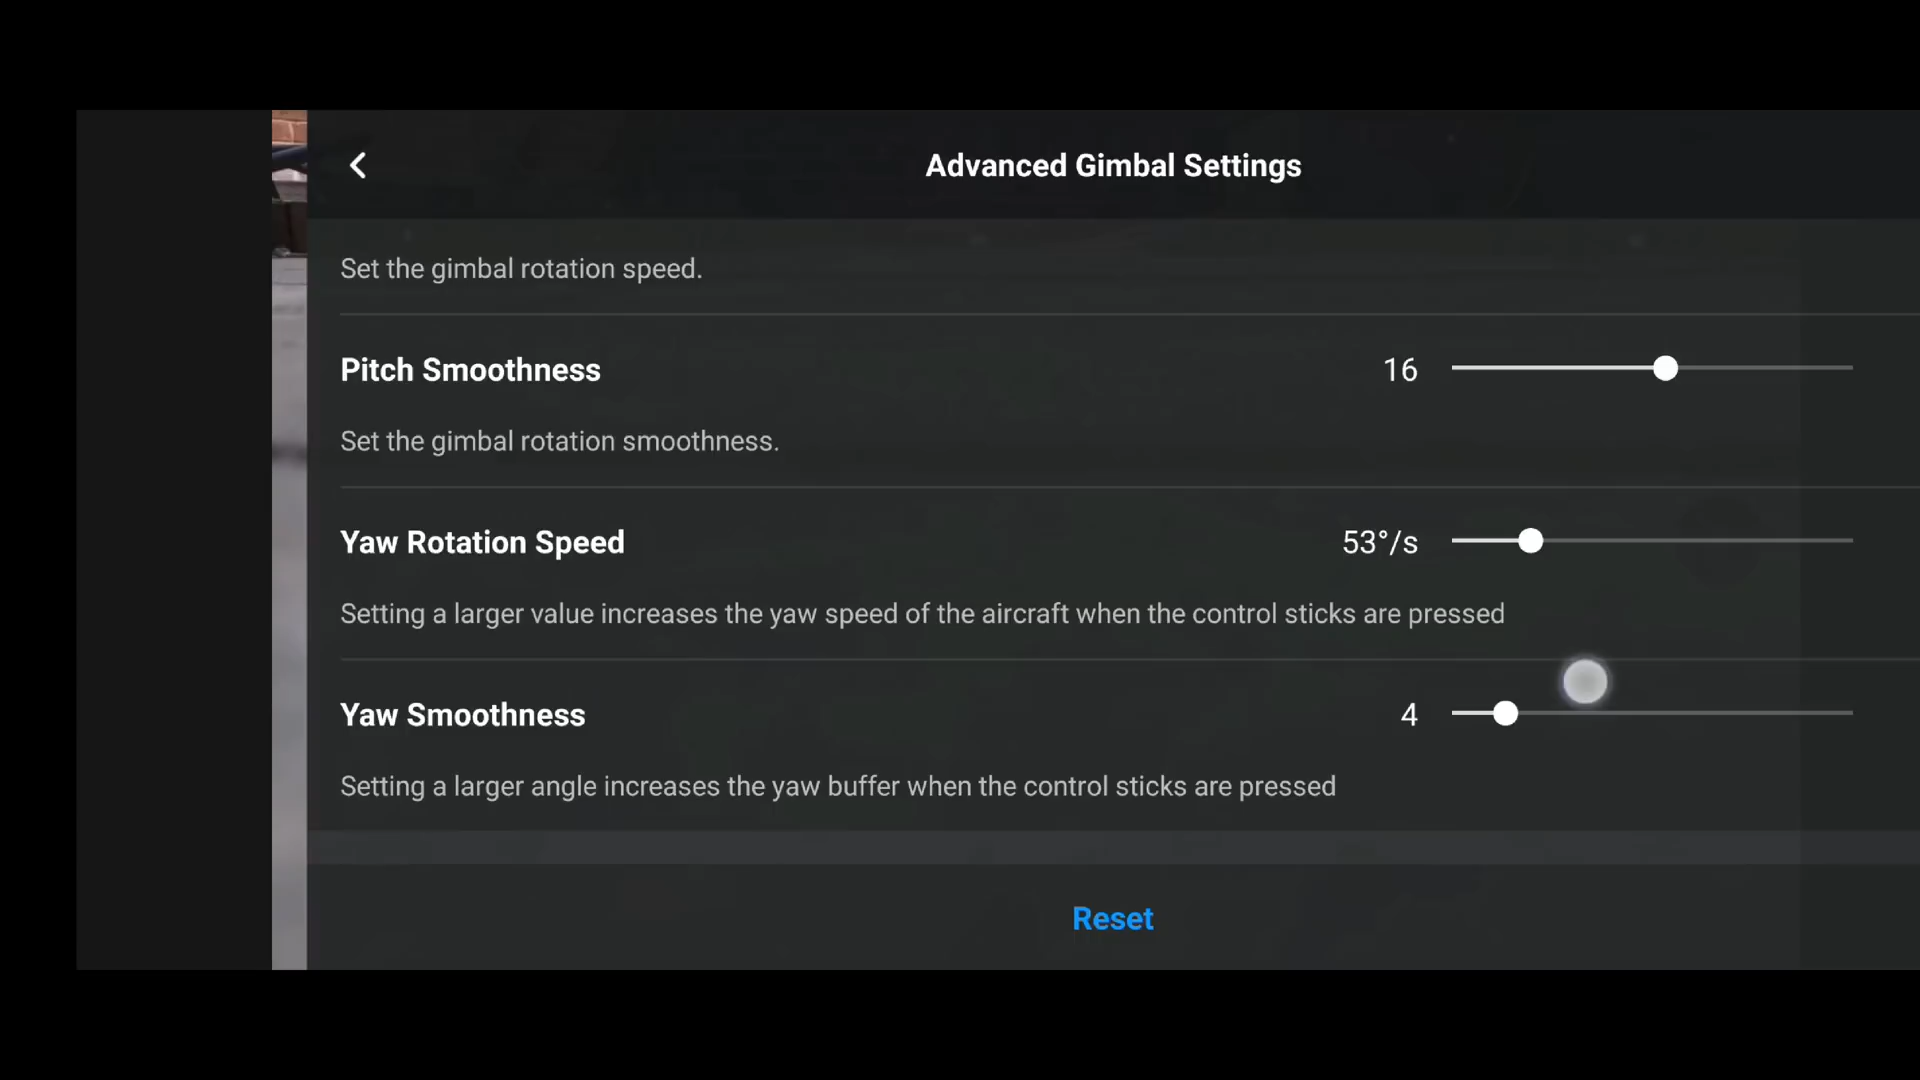 Advanced Gimbal Settings
Set the gimbal rotation speed.
Pitch Smoothness 16
Set the gimbal rotation smoothness.
Yaw Rotation Speed 53°/s
Setting a larger value increases the yaw speed of the aircraft when the control sticks are pressed
Yaw Smoothness 4
Setting a larger angle increases the yaw buffer when the control sticks are pressed
Reset